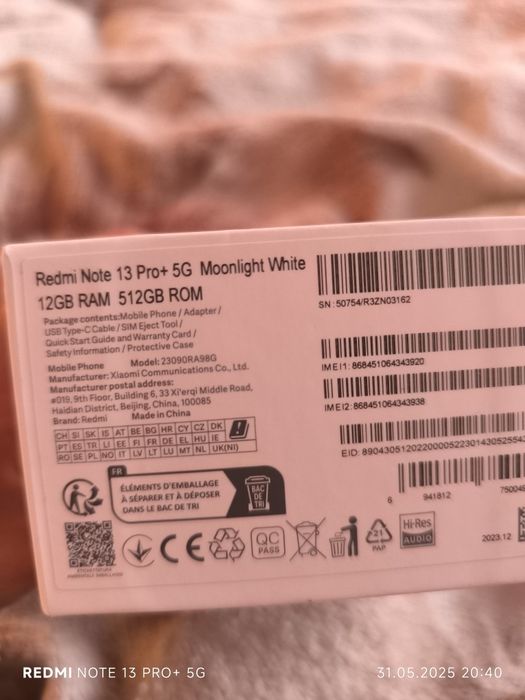 Redmi Note 13 Pro+ 5G Moonlight White
12GB RAM 512GB ROM
Package contents:Mobile Phone / Adapter /
USB Type-C Cable / SIM Eject Tool /
Quick Start Guide and Warranty Card /
Safety Information / Protective Case
Mobile Phone Model: 23090RA98G
Manufacturer: Xiaomi Communications Co., Ltd.
Manufacturer postal address:
#019, 9th Floor, Building 6, 33 Xi'erqi Middle Road,
Haidian District, Beijing, China, 100085
Brand: Redmi Made in China
CH SI SK IS AT BE BG HR CY CZ DK
PT ES TR LI EE FI FR DE EL HU IE
RO SE PL NO IT LV LT LU MT NL UK(NI)
SN: 50754/R3ZN03162
IMEI1: 868451064343920
IMEI2: 868451064343938
EID: 890430512022000052230143052554
6 941812 75004
FR
ÉLÉMENTS D'EMBALLAGE
À SÉPARER ET À DÉPOSER
DANS LE BAC DE TRI
BAC
DE
TRI
CE
QC
PASS
21
PAP
Hi-Res
AUDIO
2023.12
REDMI NOTE 13 PRO+ 5G
31.05.2025 20:40